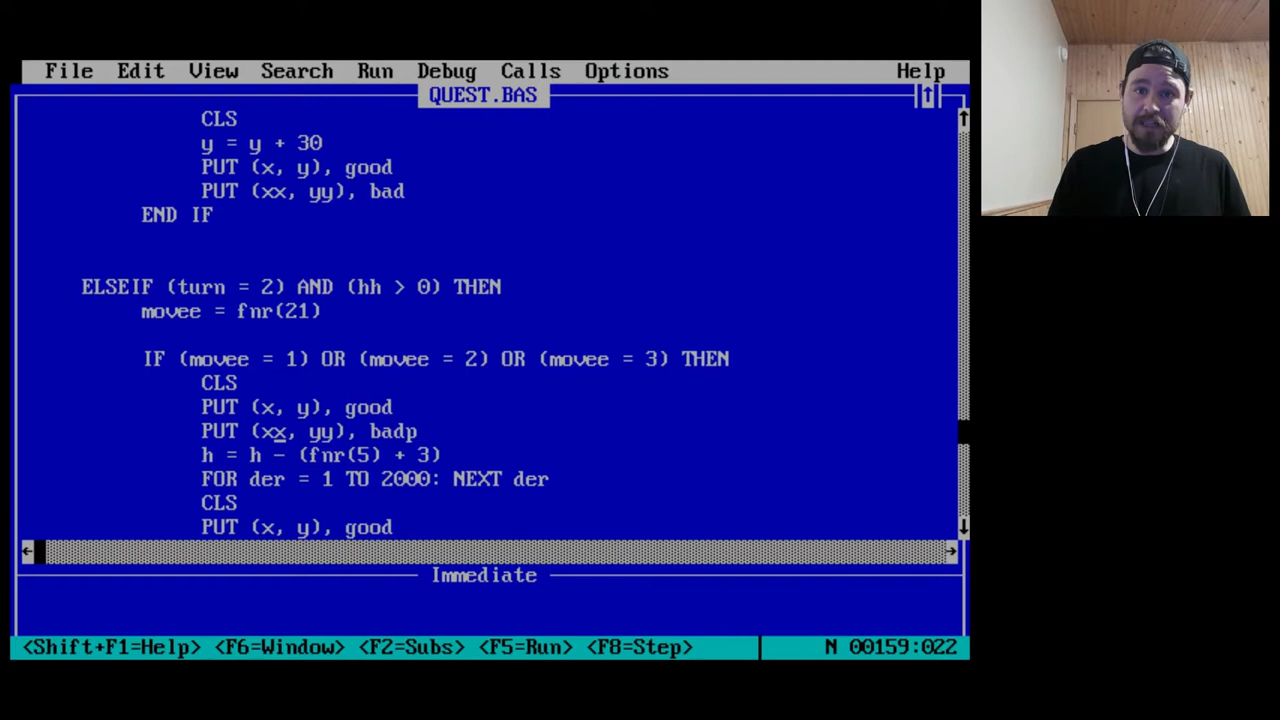 File Edit View Search Run Debug Calls Options Help
QUEST.BAS
CLS
y = y + 30
PUT (x, y), good
PUT (xx, yy), bad
END IF
ELSEIF (turn = 2) AND (hh > 0) THEN
movee = fnr(21)
IF (movee = 1) OR (movee = 2) OR (movee = 3) THEN
CLS
PUT (x, y), good
PUT (xx, yy), badp
h = h - (fnr(5) + 3)
FOR der = 1 TO 2000: NEXT der
CLS
PUT (x, y), good
Immediate
<Shift+F1=Help> <F6=Window> <F2=Subs> <F5=Run> <F8=Step> N 00159:022